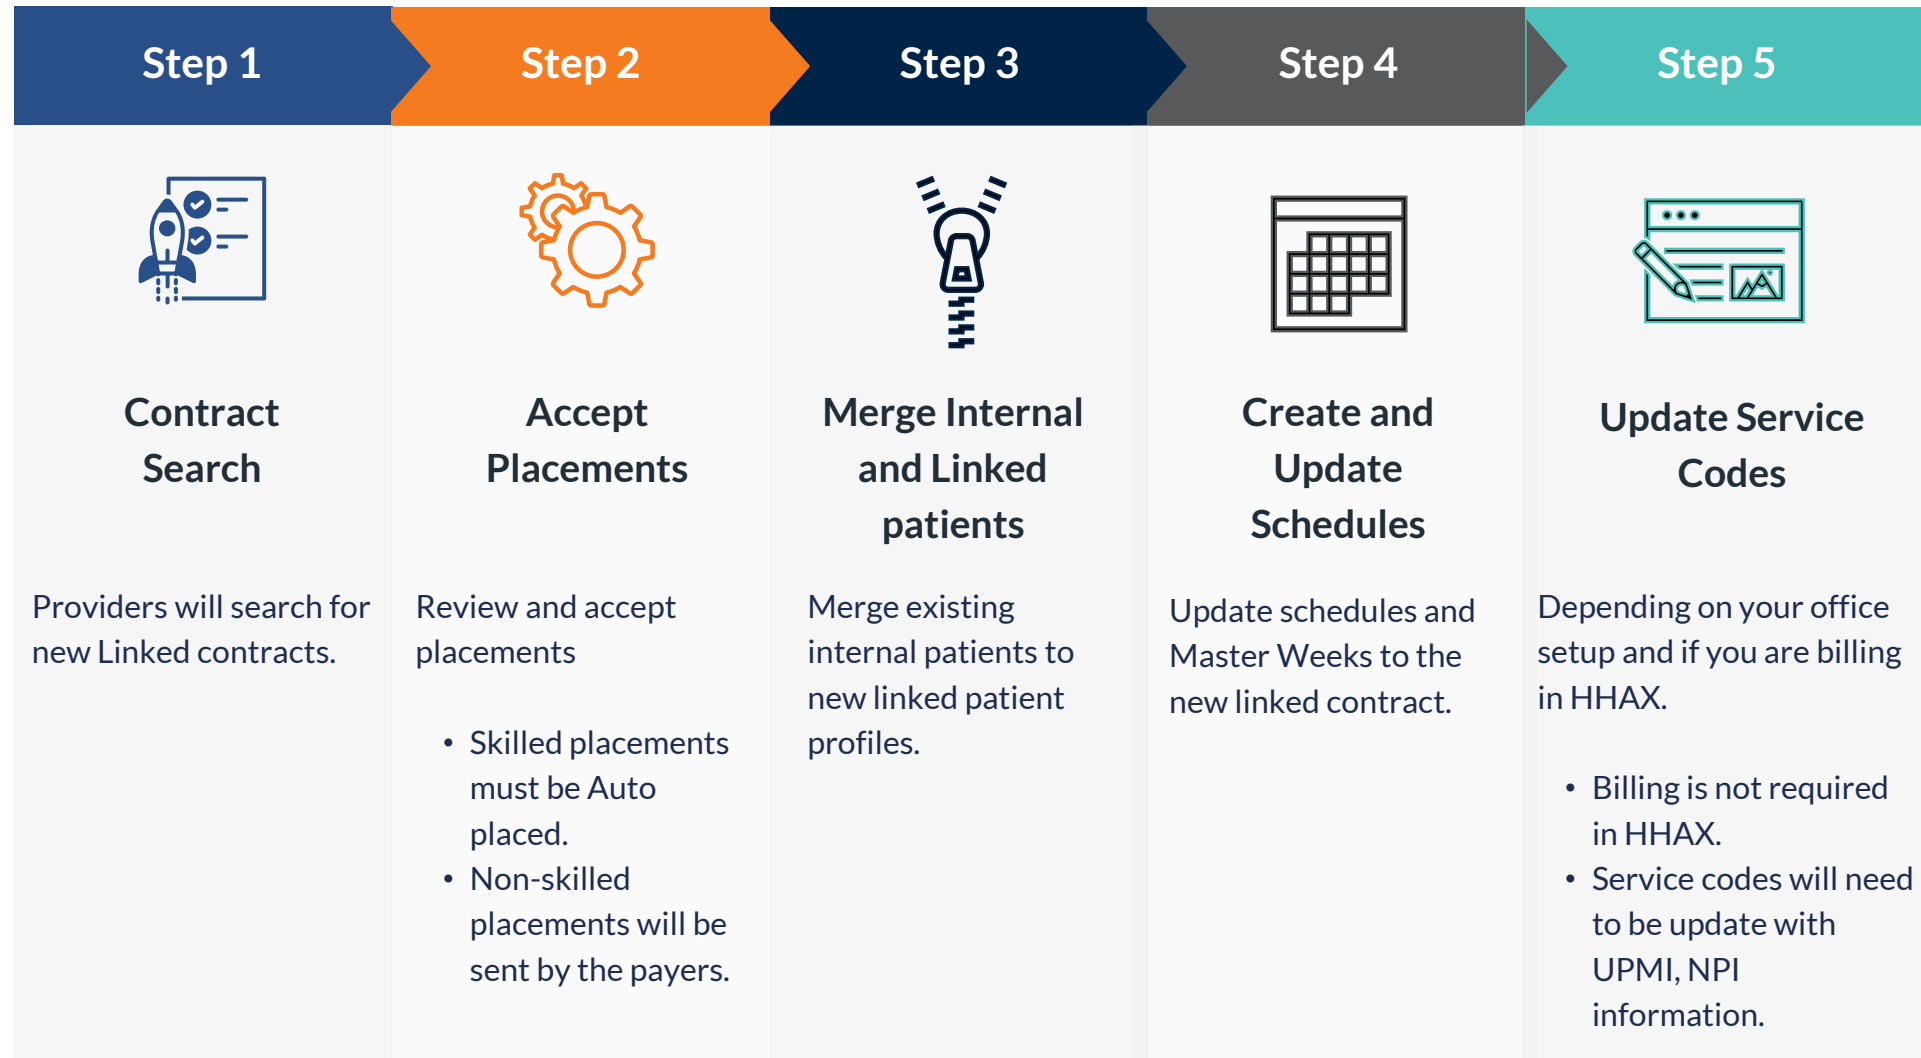 Step 1
Step 2
Step 3
Step 4
Step 5
Contract
Search
Providers will search for
new Linked contracts.
Accept
Placements
Review and accept
placements
• Skilled placements
must be Auto
placed.
• Non-skilled
placements will be
sent by the payers.
Merge Internal
and Linked
patients
Merge existing
internal patients to
new linked patient
profiles.
Create and
Update
Schedules
Update schedules and
Master Weeks to the
new linked contract.
Update Service
Codes
Depending on your office
setup and if you are billing
in HHAX.
• Billing is not required
in HHAX.
• Service codes will need
to be update with
UPMI, NPI
information.